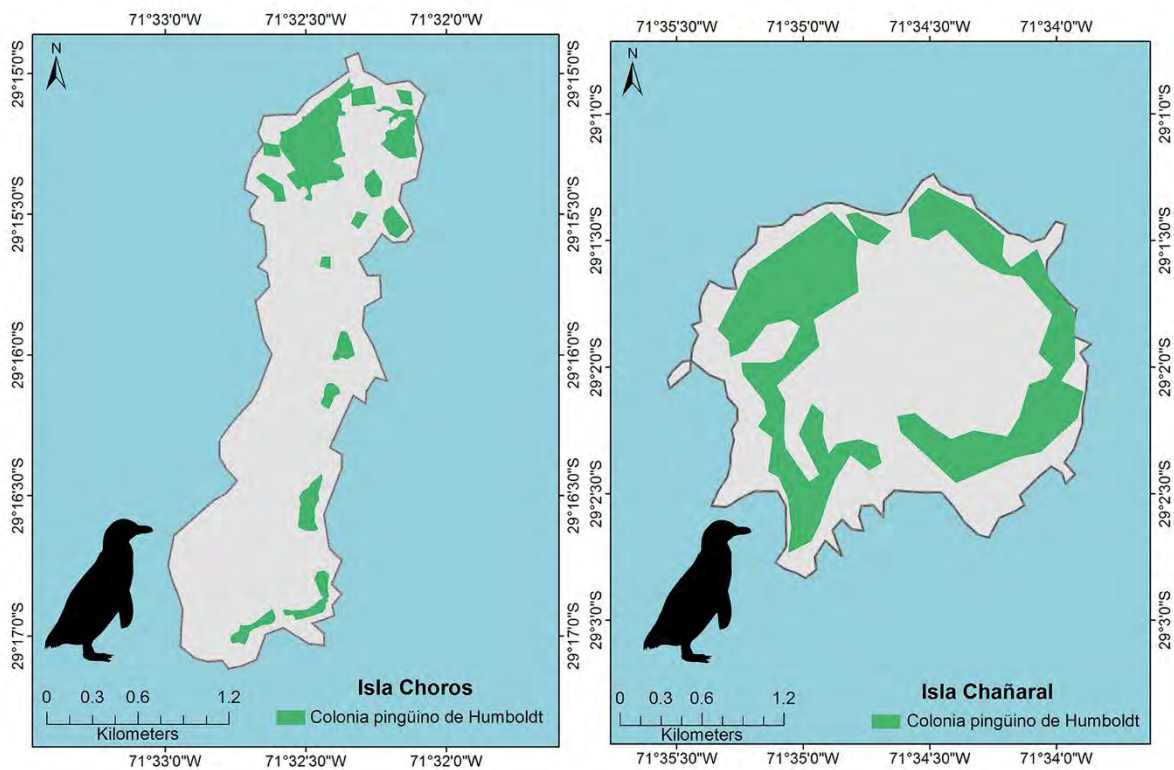 71°33'0"W 71°32'30"W 71°32'0"W
N
29°15'0"S
29°15'30"S
29°16'0"S
29°16'30"S
29°17'0"S
29°15'0"S
29°15'30"S
29°16'0"S
29°16'30"S
29°17'0"S
Isla Choros
0 0.3 0.6 1.2
Kilometers
Colonia pingüino de Humboldt
71°33'0"W 71°32'30"W 71°32'0"W
71°35'30"W 71°35'0"W 71°34'30"W 71°34'0"W
N
29°1'0"S
29°1'30"S
29°2'0"S
29°2'30"S
29°3'0"S
29°1'0"S
29°1'30"S
29°2'0"S
29°2'30"S
29°3'0"S
Isla Chañaral
0 0.3 0.6 1.2
Kilometers
Colonia pingüino de Humboldt
71°35'30"W 71°35'0"W 71°34'30"W 71°34'0"W